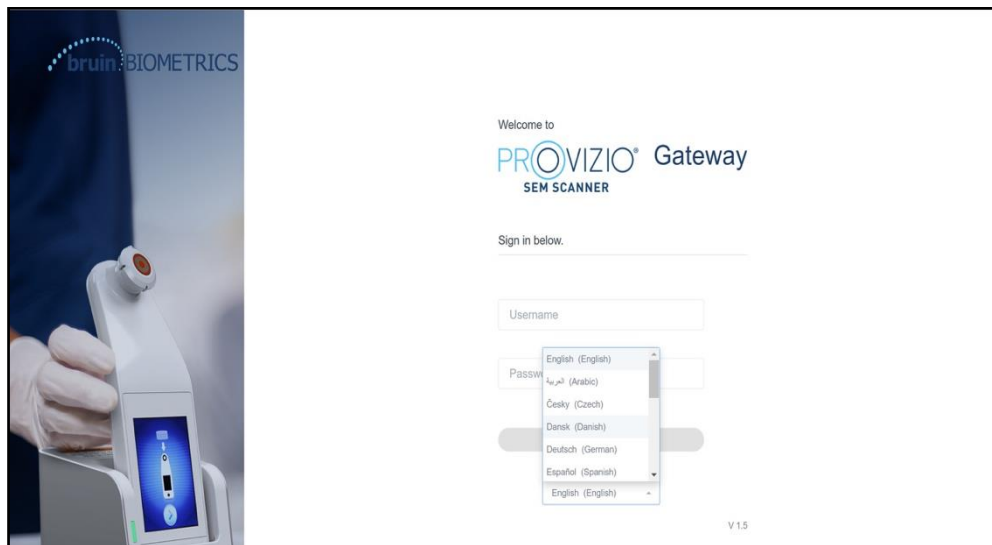 bruin BIOMETRICS
Welcome to
PROVIZIO® Gateway
SEM SCANNER
Sign in below.
Username
English (English)
العربية (Arabic)
Česky (Czech)
Dansk (Danish)
Deutsch (German)
Español (Spanish)
English (English)
V 1.5